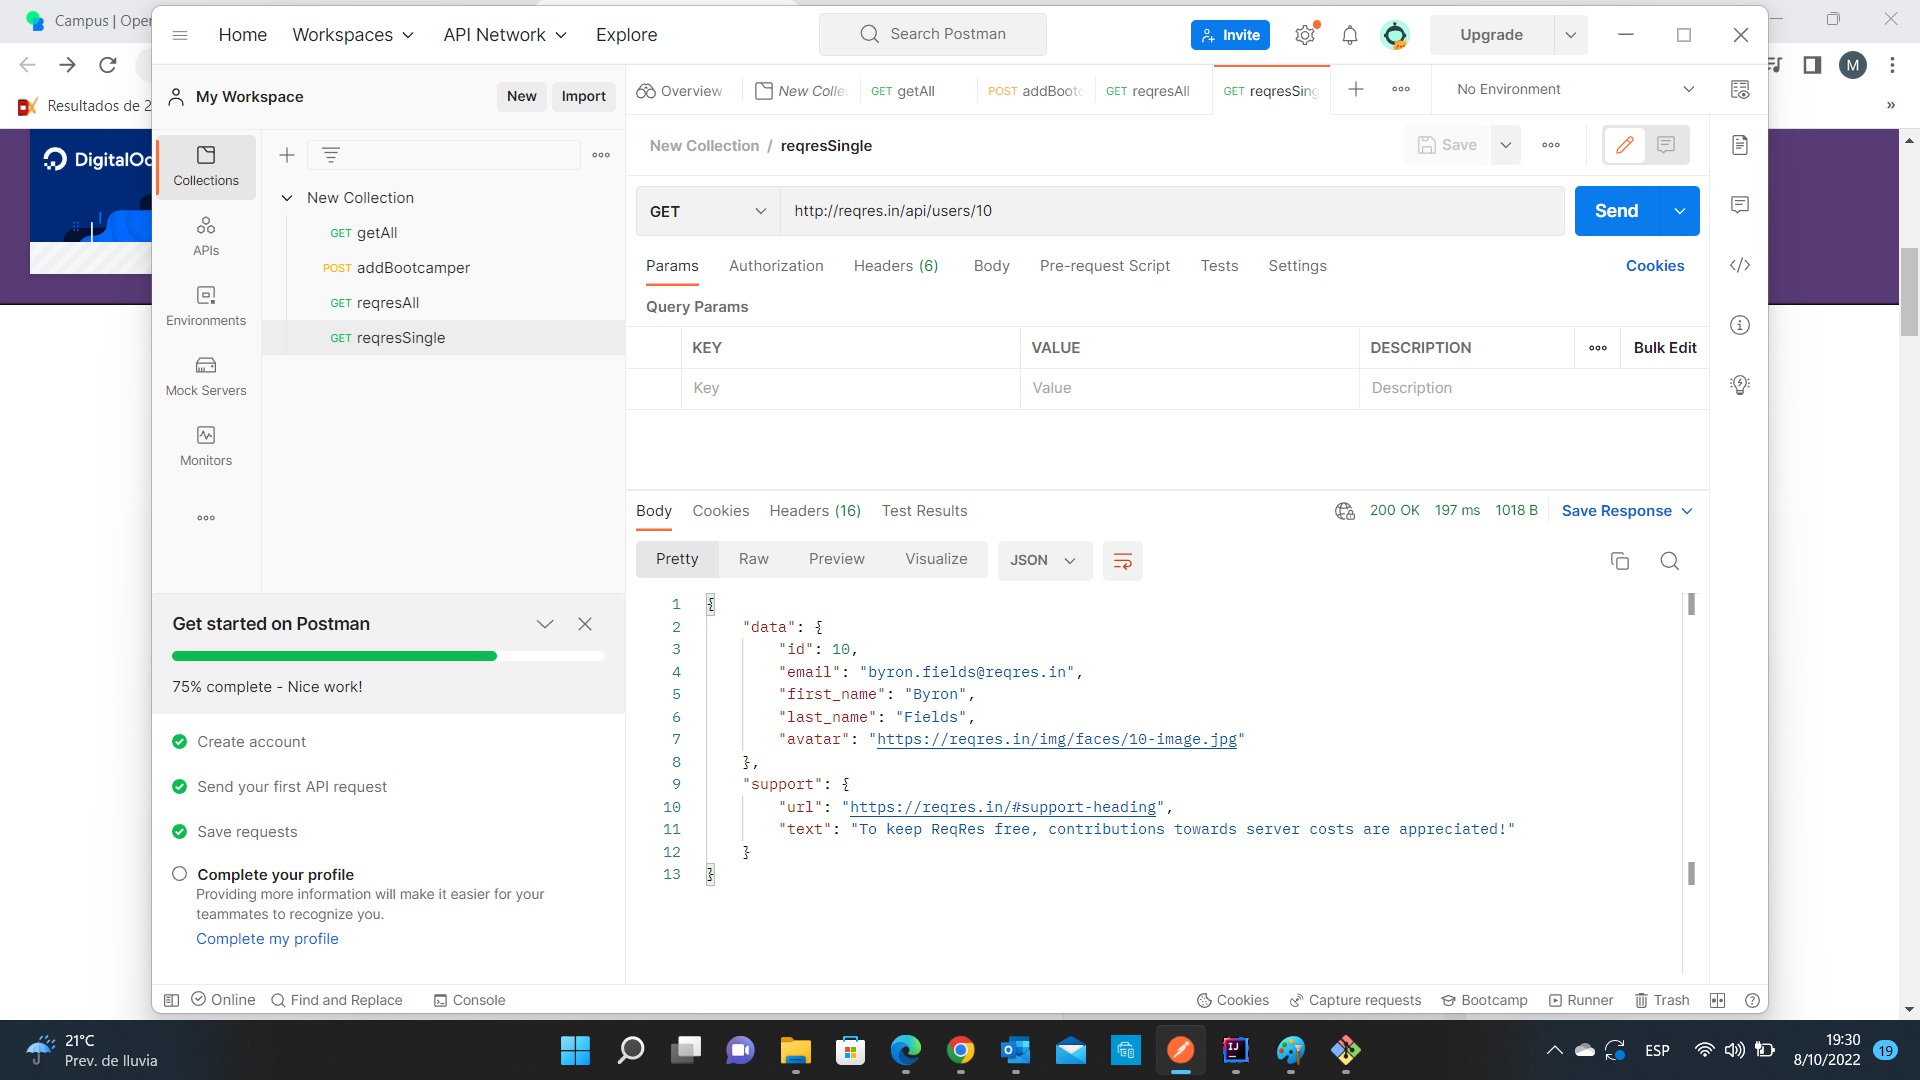 Campus | Oper
Home
Workspaces
API Network
Explore
Search Postman
Invite
Upgrade
M
Resultados de 2
My Workspace
New
Import
Overview
New Colle
GET getAll
POST addBootc
GET reqresAll
GET reqresSing
No Environment
DigitalOc
Collections
APIs
Environments
Mock Servers
Monitors
New Collection
GET getAll
POST addBootcamper
GET reqresAll
GET reqresSingle
New Collection / reqresSingle
Save
GET
http://reqres.in/api/users/10
Send
Params
Authorization
Headers (6)
Body
Pre-request Script
Tests
Settings
Cookies
Query Params
KEY
VALUE
DESCRIPTION
Bulk Edit
Key
Value
Description
Body
Cookies
Headers (16)
Test Results
200 OK
197 ms
1018 B
Save Response
Pretty
Raw
Preview
Visualize
JSON
1 {
2 "data": {
3 "id": 10,
4 "email": "byron.fields@reqres.in",
5 "first_name": "Byron",
6 "last_name": "Fields",
7 "avatar": "https://reqres.in/img/faces/10-image.jpg"
8 },
9 "support": {
10 "url": "https://reqres.in/#support-heading",
11 "text": "To keep ReqRes free, contributions towards server costs are appreciated!"
12 }
13 }
Get started on Postman
75% complete - Nice work!
Create account
Send your first API request
Save requests
Complete your profile
Providing more information will make it easier for your
teammates to recognize you.
Complete my profile
Online
Find and Replace
Console
Cookies
Capture requests
Bootcamp
Runner
Trash
21°C
Prev. de lluvia
ESP
19:30
8/10/2022
19